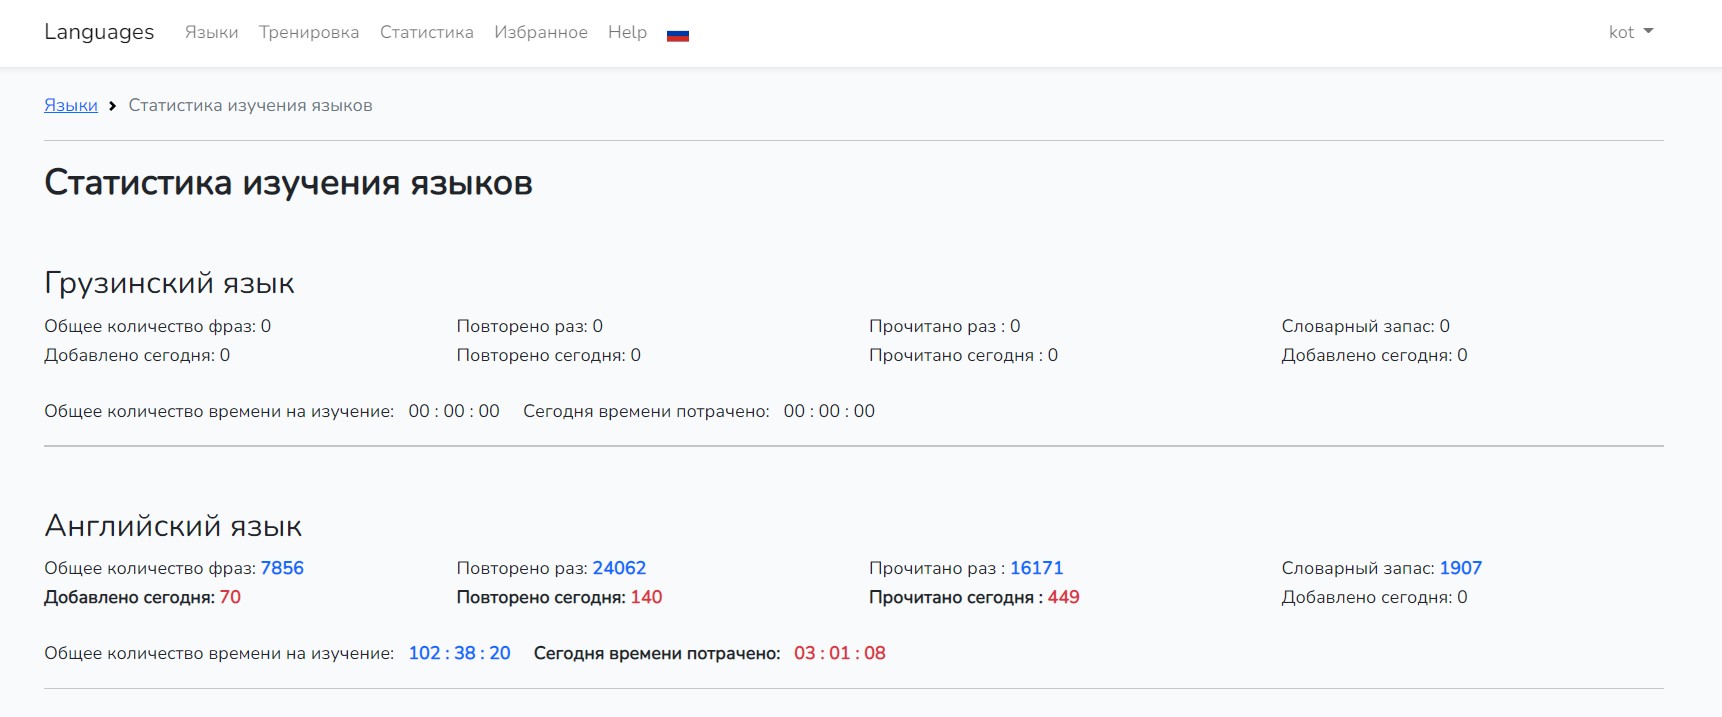 Languages Языки Тренировка Статистика Избранное Help kot
Языки Статистика изучения языков
Статистика изучения языков
Грузинский язык
Общее количество фраз: 0 Повторено раз: 0 Прочитано раз : 0 Словарный запас: 0
Добавлено сегодня: 0 Повторено сегодня: 0 Прочитано сегодня : 0 Добавлено сегодня: 0
Общее количество времени на изучение: 00 : 00 : 00 Сегодня времени потрачено: 00 : 00 : 00
Английский язык
Общее количество фраз: 7856 Повторено раз: 24062 Прочитано раз : 16171 Словарный запас: 1907
Добавлено сегодня: 70 Повторено сегодня: 140 Прочитано сегодня : 449 Добавлено сегодня: 0
Общее количество времени на изучение: 102 : 38 : 20 Сегодня времени потрачено: 03 : 01 : 08